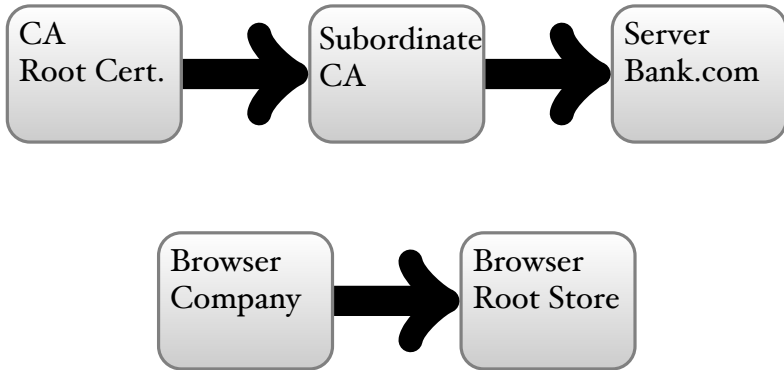 CA
Root Cert.
Subordinate
CA
Server
Bank.com
Browser
Company
Browser
Root Store